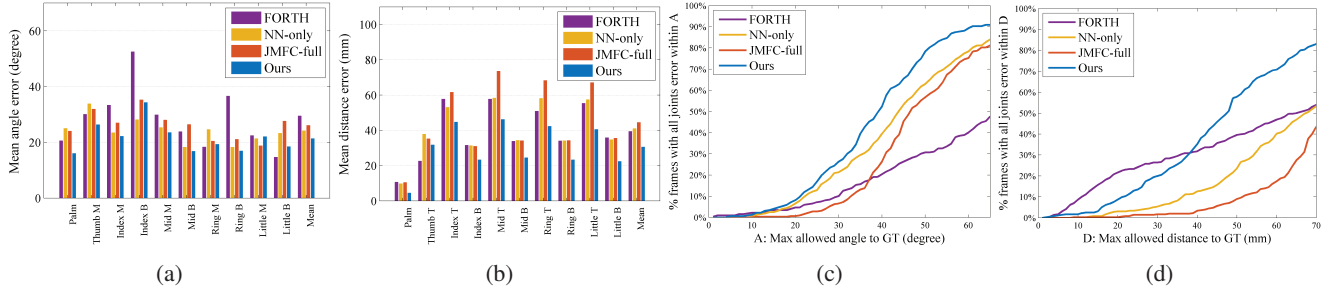 Mean angle error (degree)
60
40
20
0
FORTH
NN-only
JMFC-full
Ours
Palm
Thumb M
Index M
Index B
Mid M
Mid B
Ring M
Ring B
Little M
Little B
Mean
(a)
Mean distance error (mm)
100
80
60
40
20
0
FORTH
NN-only
JMFC-full
Ours
Palm
Thumb T
Index T
Index B
Mid T
Mid B
Ring T
Ring B
Little T
Little B
Mean
(b)
% frames with all joints error within A
100%
90%
80%
70%
60%
50%
40%
30%
20%
10%
0%
FORTH
NN-only
JMFC-full
Ours
0 10 20 30 40 50 60
A: Max allowed angle to GT (degree)
(c)
% frames with all joints error within D
100%
90%
80%
70%
60%
50%
40%
30%
20%
10%
0%
FORTH
NN-only
JMFC-full
Ours
0 10 20 30 40 50 60 70
D: Max allowed distance to GT (mm)
(d)